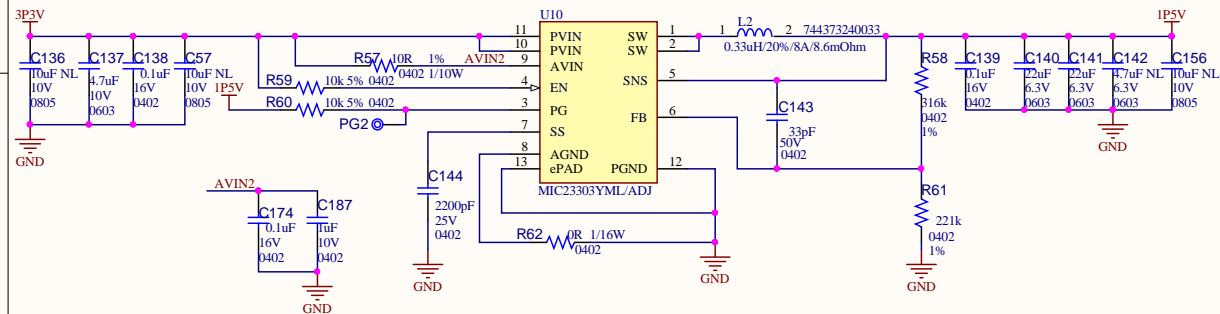 3P3V
C136
10uF NL
10V
0805
C137
4.7uF
10V
0603
C138
0.1uF
16V
0402
C57
10uF NL
10V
0805
GND
R57
10R 1%
0402 1/10W
AVIN2
R59
10k 5% 0402
1P5V
R60
10k 5% 0402
PG2
U10
11 PVIN
10 PVIN
9 AVIN
4 EN
3 PG
7 SS
8 AGND
13 ePAD
SW 1
SW 2
SNS 5
FB 6
PGND 12
MIC23303YML/ADJ
1 L2 2 744373240033
0.33uH/20%/8A/8.6mOhm
C143
33pF
50V
0402
R58
316k
0402
1%
R61
221k
0402
1%
GND
1P5V
C139
0.1uF
16V
0402
C140
22uF
6.3V
0603
C141
22uF
6.3V
0603
C142
4.7uF NL
6.3V
0603
C156
10uF NL
10V
0805
GND
C144
2200pF
25V
0402
GND
R62
0R 1/16W
0402
GND
AVIN2
C174
0.1uF
16V
0402
C187
1uF
10V
0402
GND